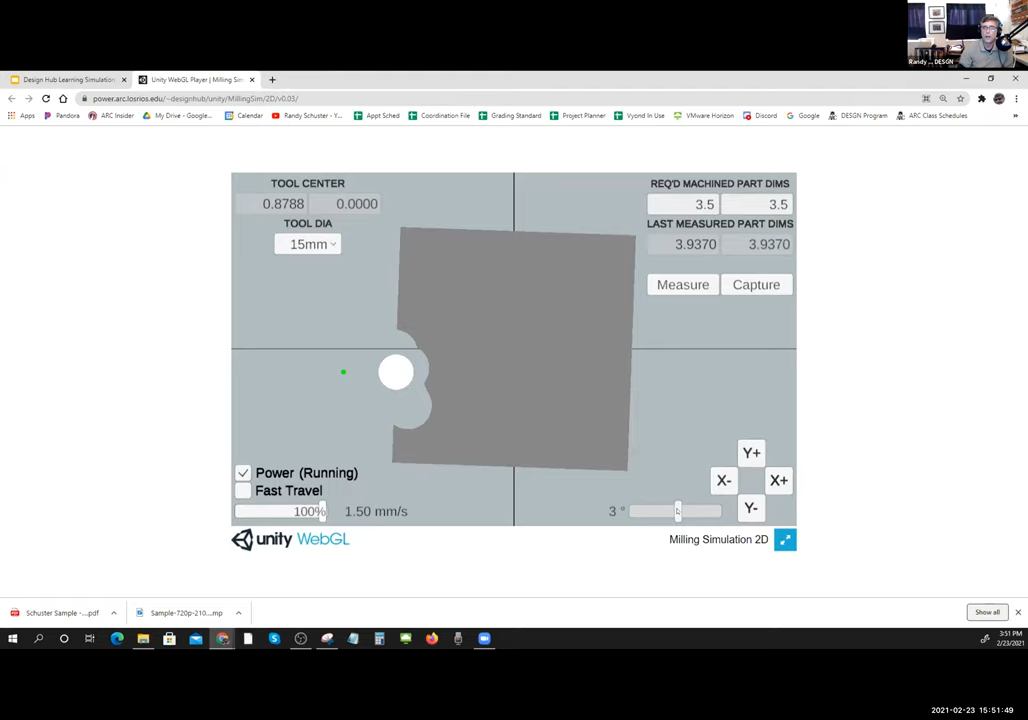 Randy ... DESGN
Design Hub Learning Simulation
Unity WebGL Player | Milling Sim
power.arc.losrios.edu/~designhub/unity/MillingSim/2D/v0.03/
Apps Pandora ARC Insider My Drive - Google... Calendar Randy Schuster - Y... Appt Sched Coordination File Grading Standard Project Planner Vyond In Use VMware Horizon Discord Google DESGN Program ARC Class Schedules »
TOOL CENTER
0.8788 0.0000
TOOL DIA
15mm
REQ'D MACHINED PART DIMS
3.5 3.5
LAST MEASURED PART DIMS
3.9370 3.9370
Measure Capture
Y+
X- X+
Y-
Power (Running)
Fast Travel
100% 1.50 mm/s
3 °
unity WebGL
Milling Simulation 2D
Schuster Sample -....pdf
Sample-720p-210....mp
Show all
3:51 PM
2/23/2021
2021-02-23 15:51:49